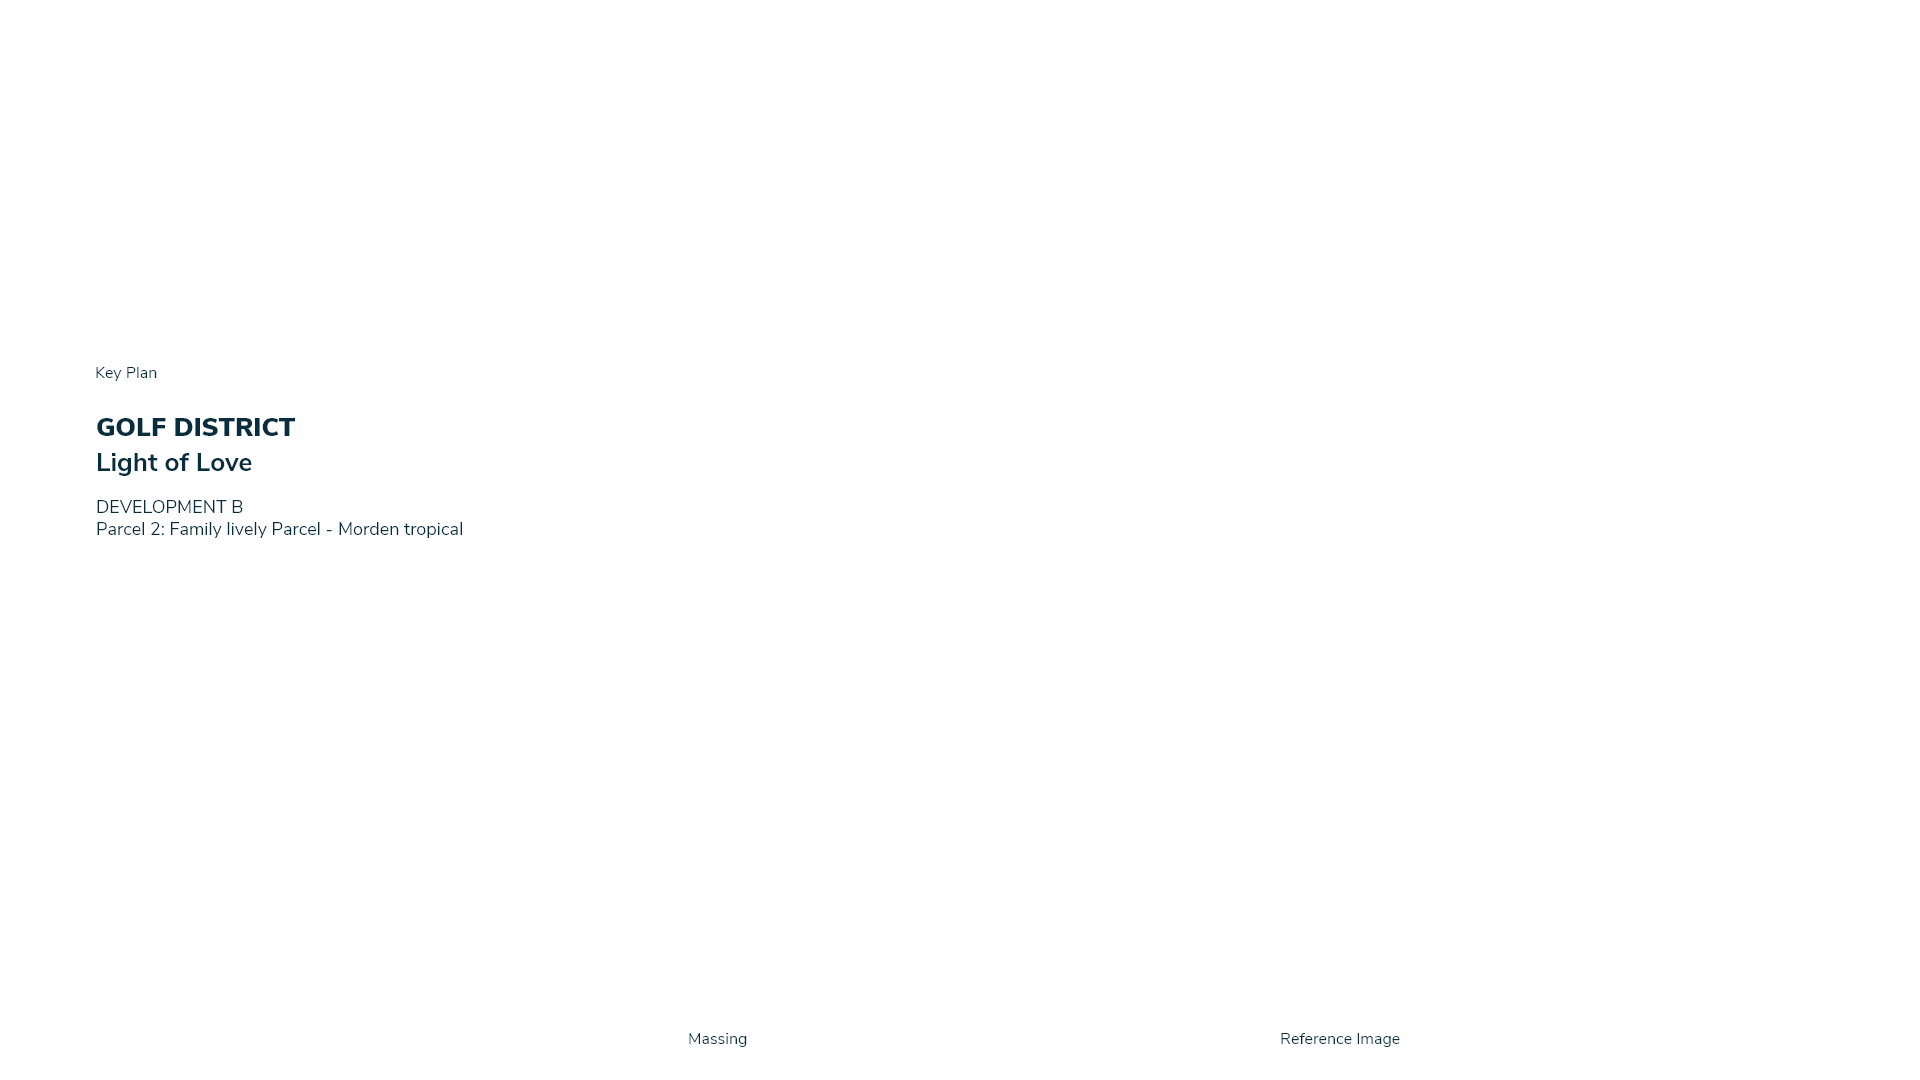 Key Plan
GOLF DISTRICT
Light of Love
DEVELOPMENT B
Parcel 2: Family lively Parcel - Morden tropical
Massing
Reference Image